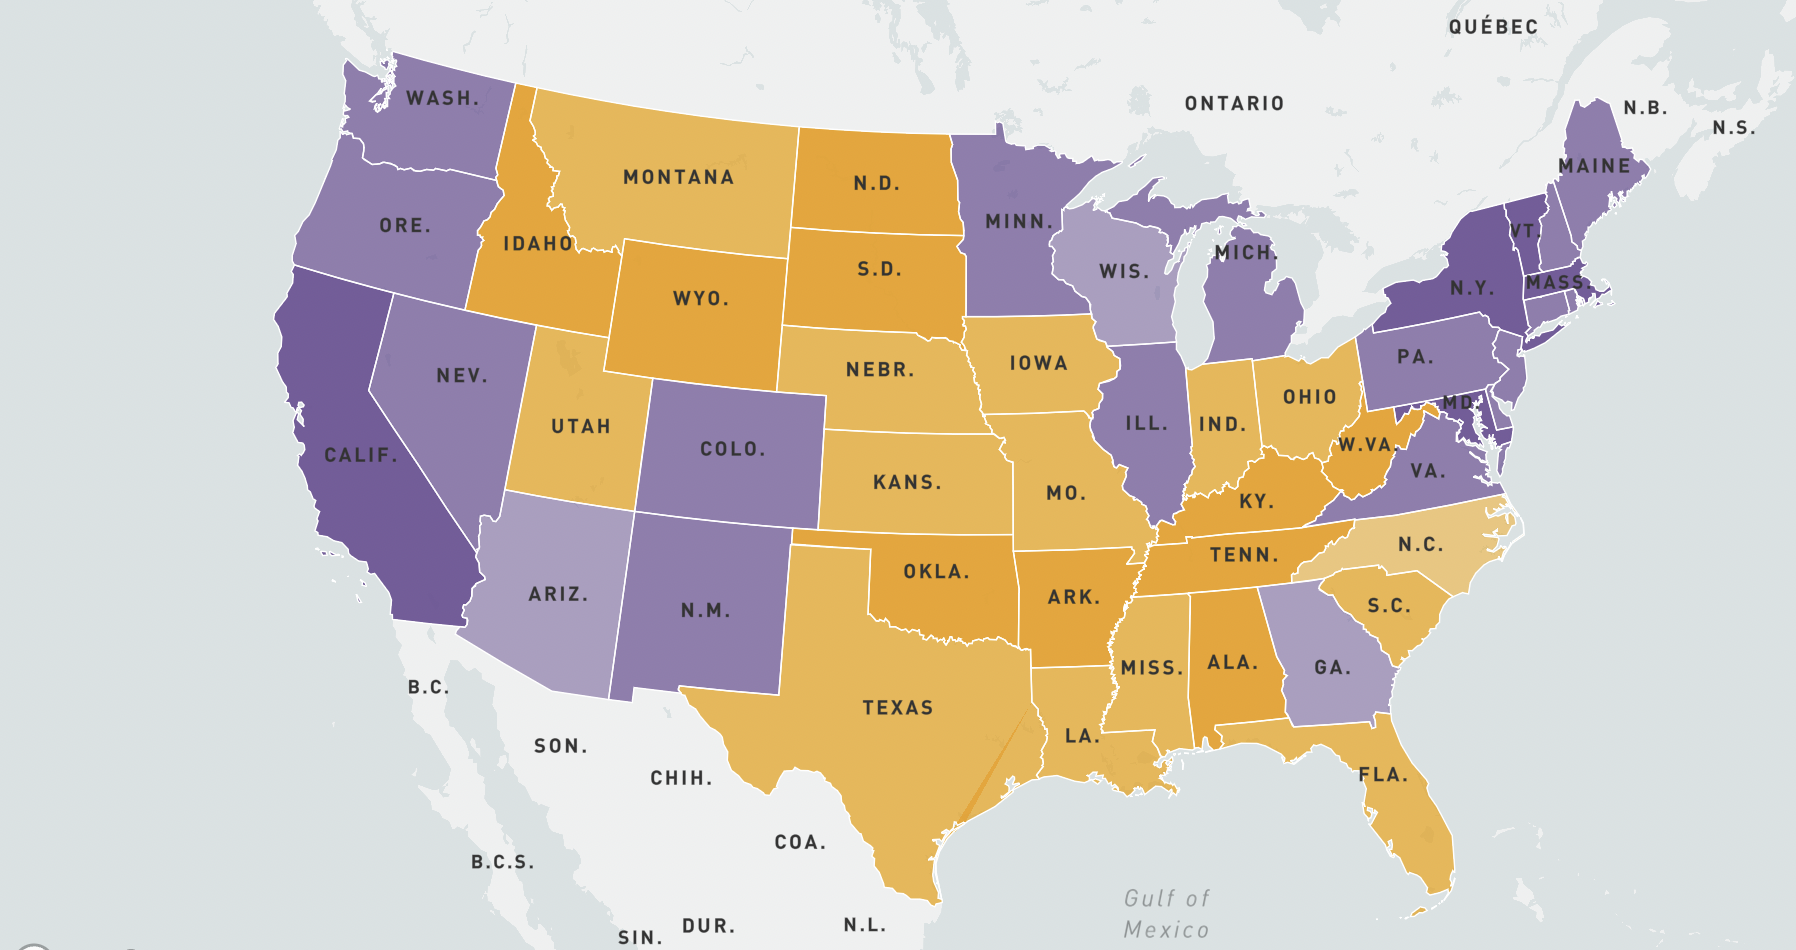 QUÉBEC
WASH.
ONTARIO
N.B.
N.S.
MAINE
MONTANA
N.D.
ORE.
IDAHO
MINN.
VT.
S.D.
WIS.
MICH.
WYO.
N.Y.
MASS.
NEV.
NEBR.
IOWA
PA.
UTAH
COLO.
ILL.
IND.
OHIO
MD.
CALIF.
W.VA.
VA.
KANS.
MO.
KY.
N.C.
TENN.
OKLA.
ARIZ.
N.M.
ARK.
S.C.
MISS.
ALA.
GA.
B.C.
TEXAS
LA.
SON.
CHIH.
FLA.
COA.
B.C.S.
Gulf of
Mexico
SIN.
DUR.
N.L.